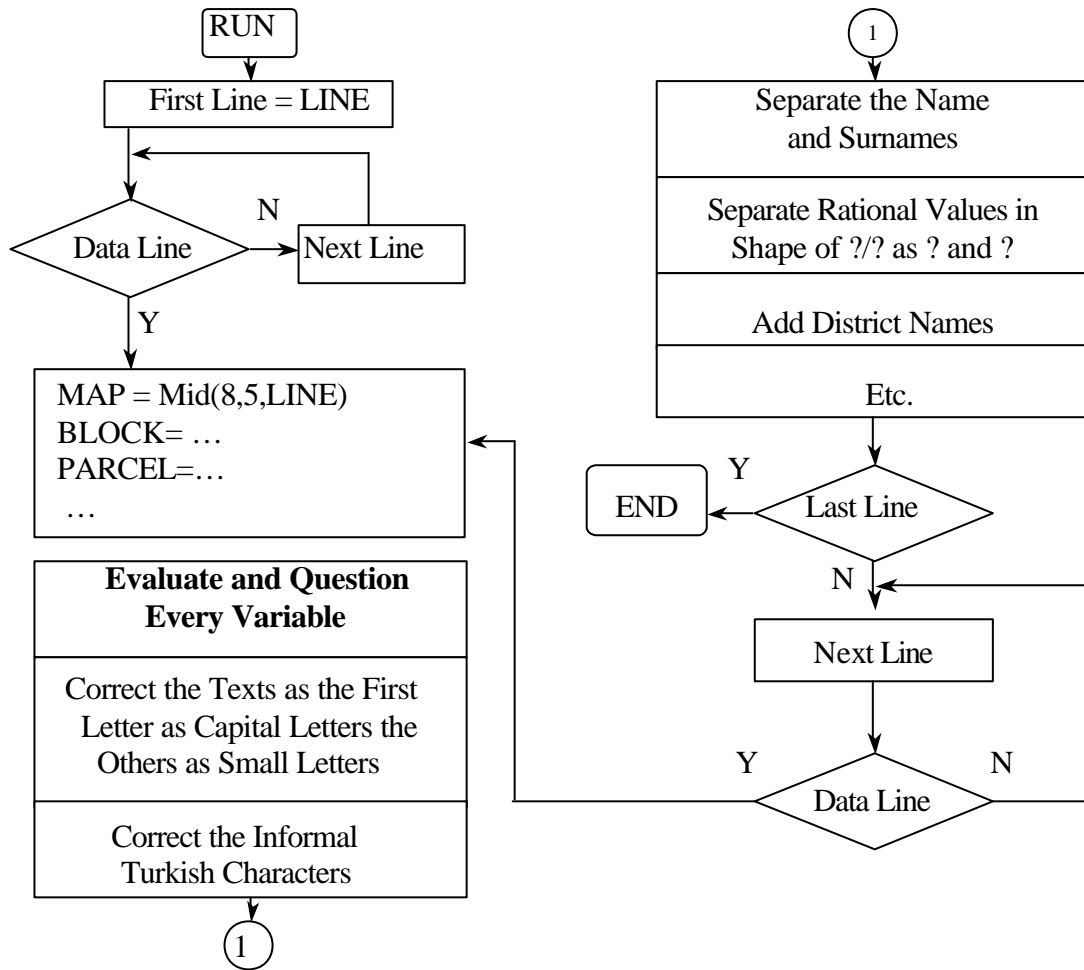 RUN
First Line = LINE
Data Line
N
Next Line
Y
MAP = Mid(8,5,LINE)
BLOCK= …
PARCEL=…
…
Evaluate and Question
Every Variable
Correct the Texts as the First
Letter as Capital Letters the
Others as Small Letters
Correct the Informal
Turkish Characters
1
1
Separate the Name
and Surnames
Separate Rational Values in
Shape of ?/? as ? and ?
Add District Names
Etc.
Last Line
Y
END
N
Next Line
Data Line
Y
N